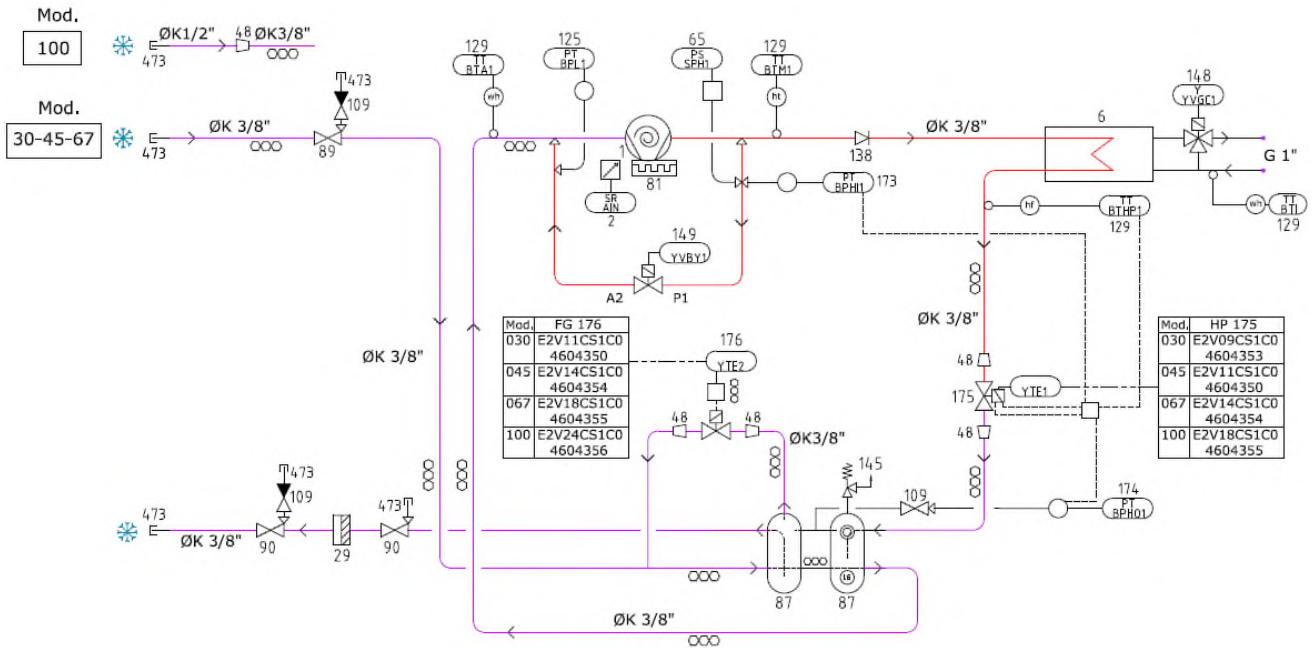 Mod.
100
ØK1/2"
48
ØK3/8"
473
Mod.
30-45-67
473
ØK 3/8"
473
109
89
129
TT
BTA1
wh
125
PT
BPL1
65
PS
SPH1
129
TT
BTM1
ht
148
Y
YVGC1
6
1
81
138
ØK 3/8"
G 1"
SR
AIN
2
PT
BPHI1
173
hf
TT
BTHP1
129
wh
TT
BTI
129
149
YVBY1
A2
P1
ØK 3/8"
ØK 3/8"
Mod.
FG 176
030 E2V11CS1C0
4604350
045 E2V14CS1C0
4604354
067 E2V18CS1C0
4604355
100 E2V24CS1C0
4604356
176
YTE2
48
48
ØK3/8"
48
175
YTE1
48
Mod.
HP 175
030 E2V09CS1C0
4604353
045 E2V11CS1C0
4604350
067 E2V14CS1C0
4604354
100 E2V18CS1C0
4604355
473
109
473
473
ØK 3/8"
90
29
90
145
109
174
PT
BPHO1
LG
87
87
ØK 3/8"